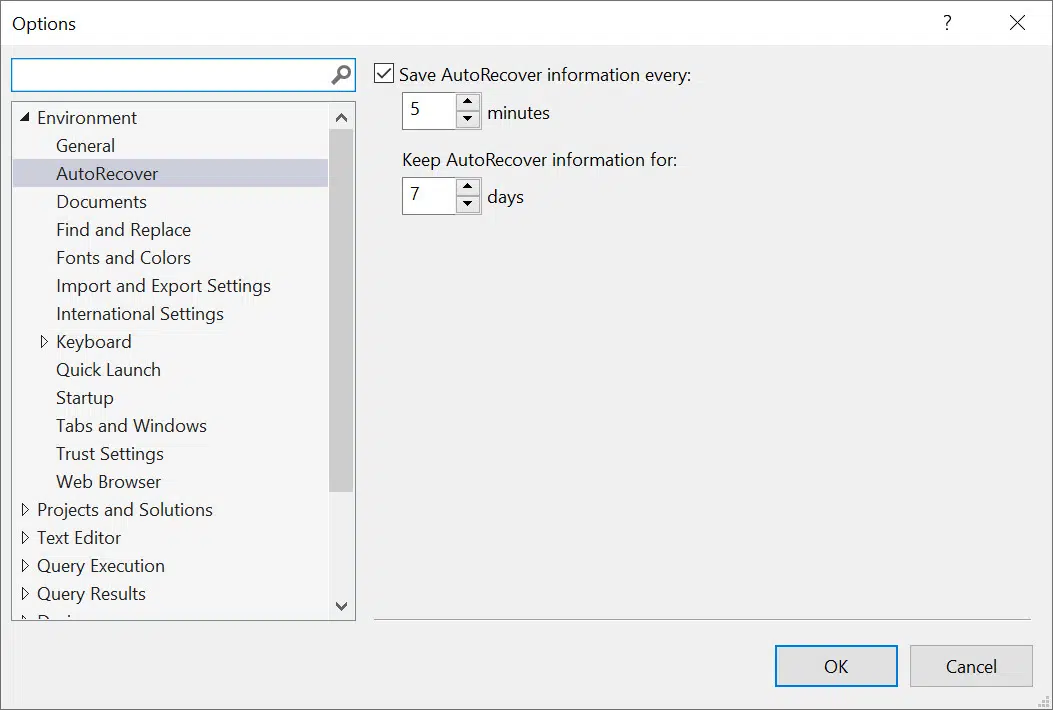 Options
?
Save AutoRecover information every:
5 minutes
Keep AutoRecover information for:
7 days
Environment
General
AutoRecover
Documents
Find and Replace
Fonts and Colors
Import and Export Settings
International Settings
Keyboard
Quick Launch
Startup
Tabs and Windows
Trust Settings
Web Browser
Projects and Solutions
Text Editor
Query Execution
Query Results
OK Cancel